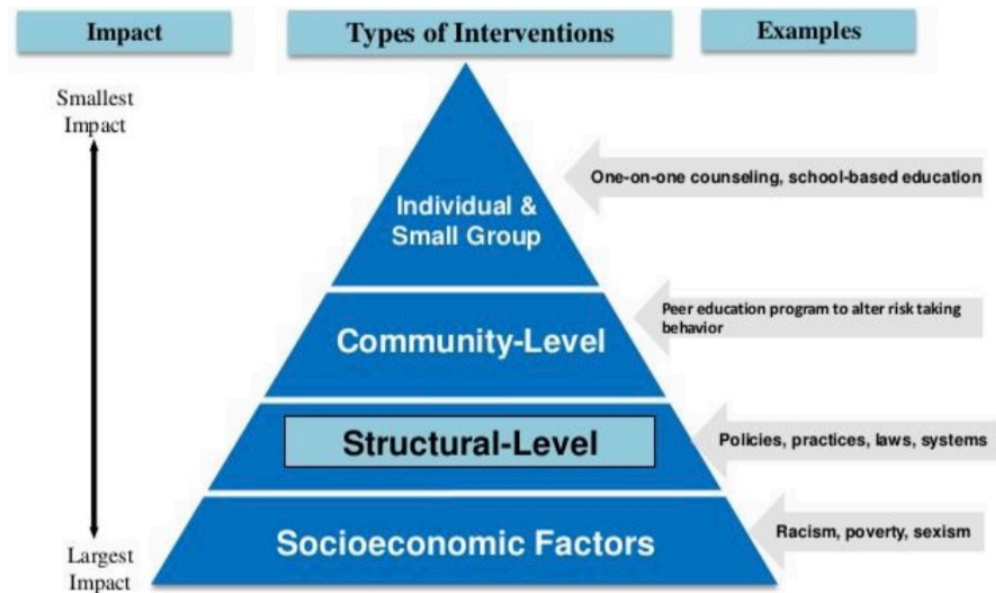 Impact
Types of Interventions
Examples
Smallest
Impact
One-on-one counseling, school-based education
Individual &
Small Group
Peer education program to alter risk taking
behavior
Community-Level
Structural-Level
Policies, practices, laws, systems
Socioeconomic Factors
Racism, poverty, sexism
Largest
Impact